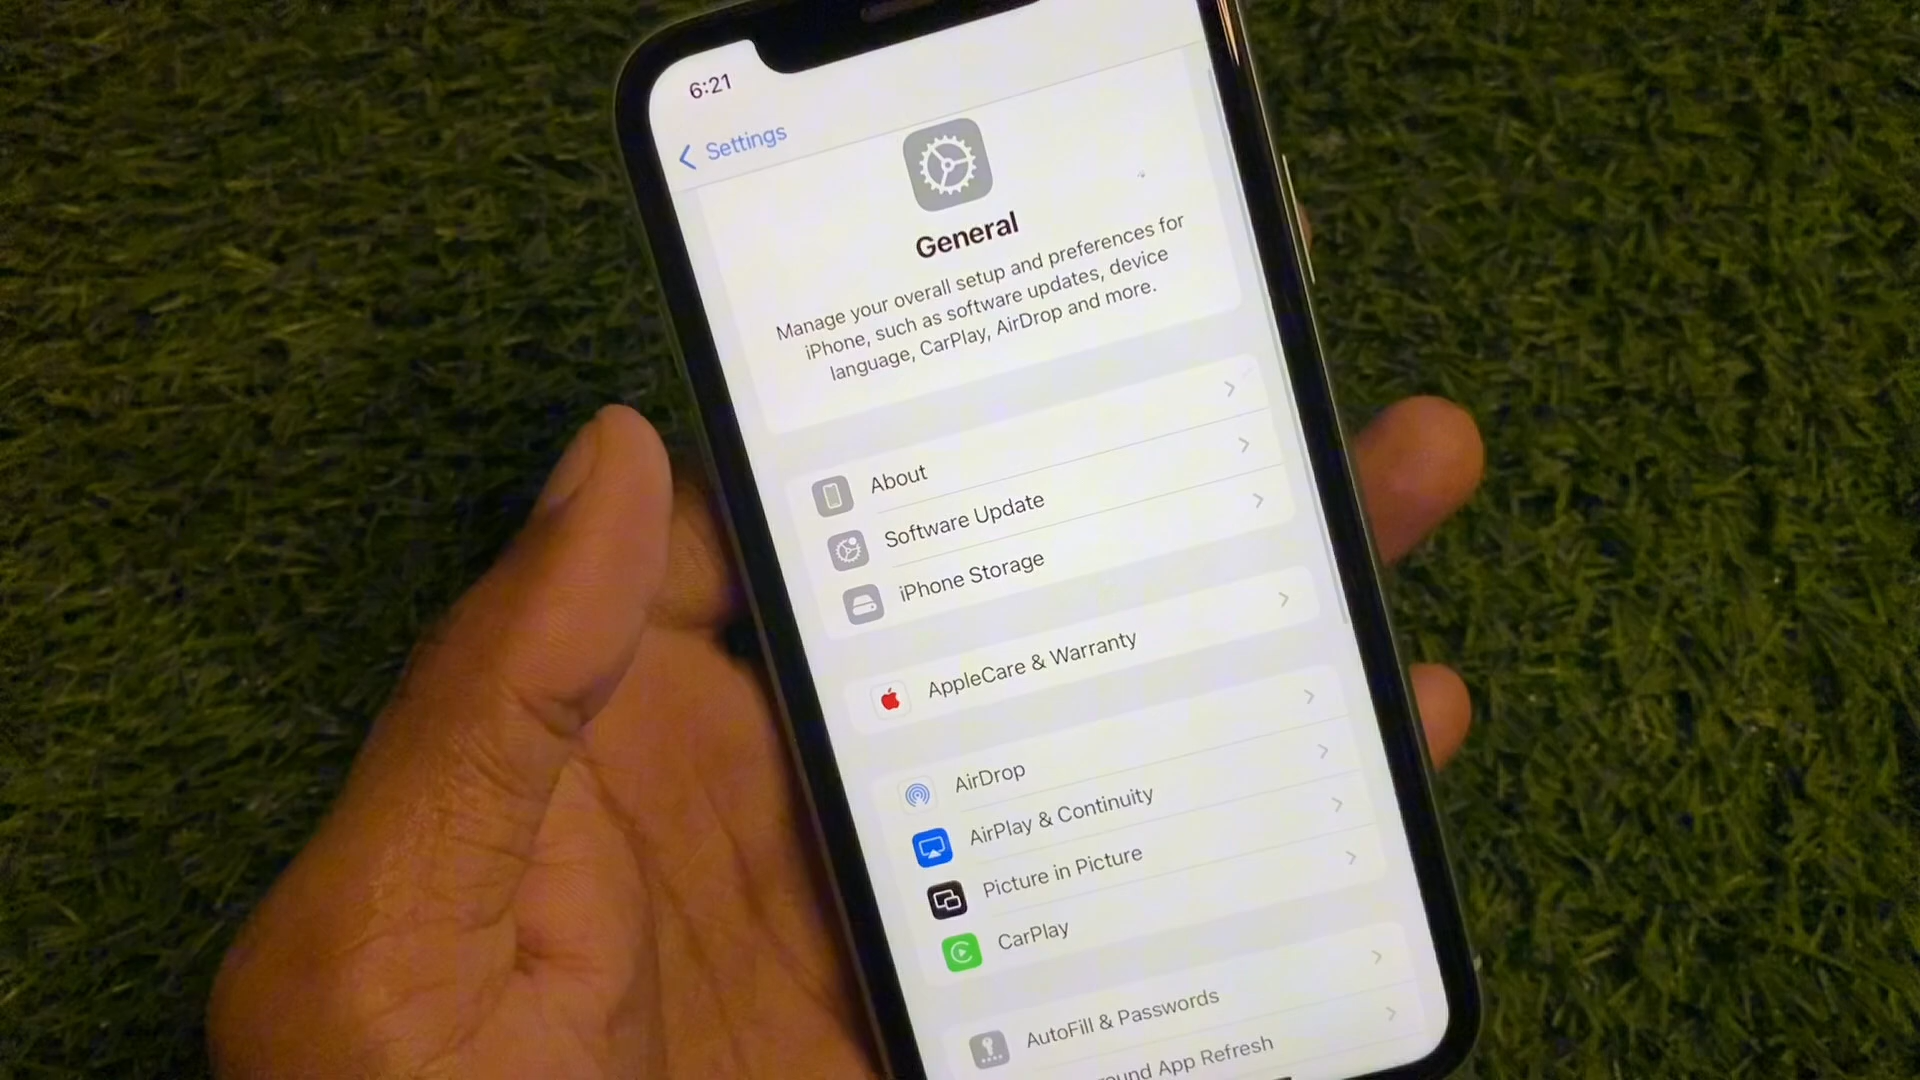 6:21
Settings
General
Manage your overall setup and preferences for
iPhone, such as software updates, device
language, CarPlay, AirDrop and more.
About
Software Update
iPhone Storage
AppleCare & Warranty
AirDrop
AirPlay & Continuity
Picture in Picture
CarPlay
AutoFill & Passwords
App Refresh